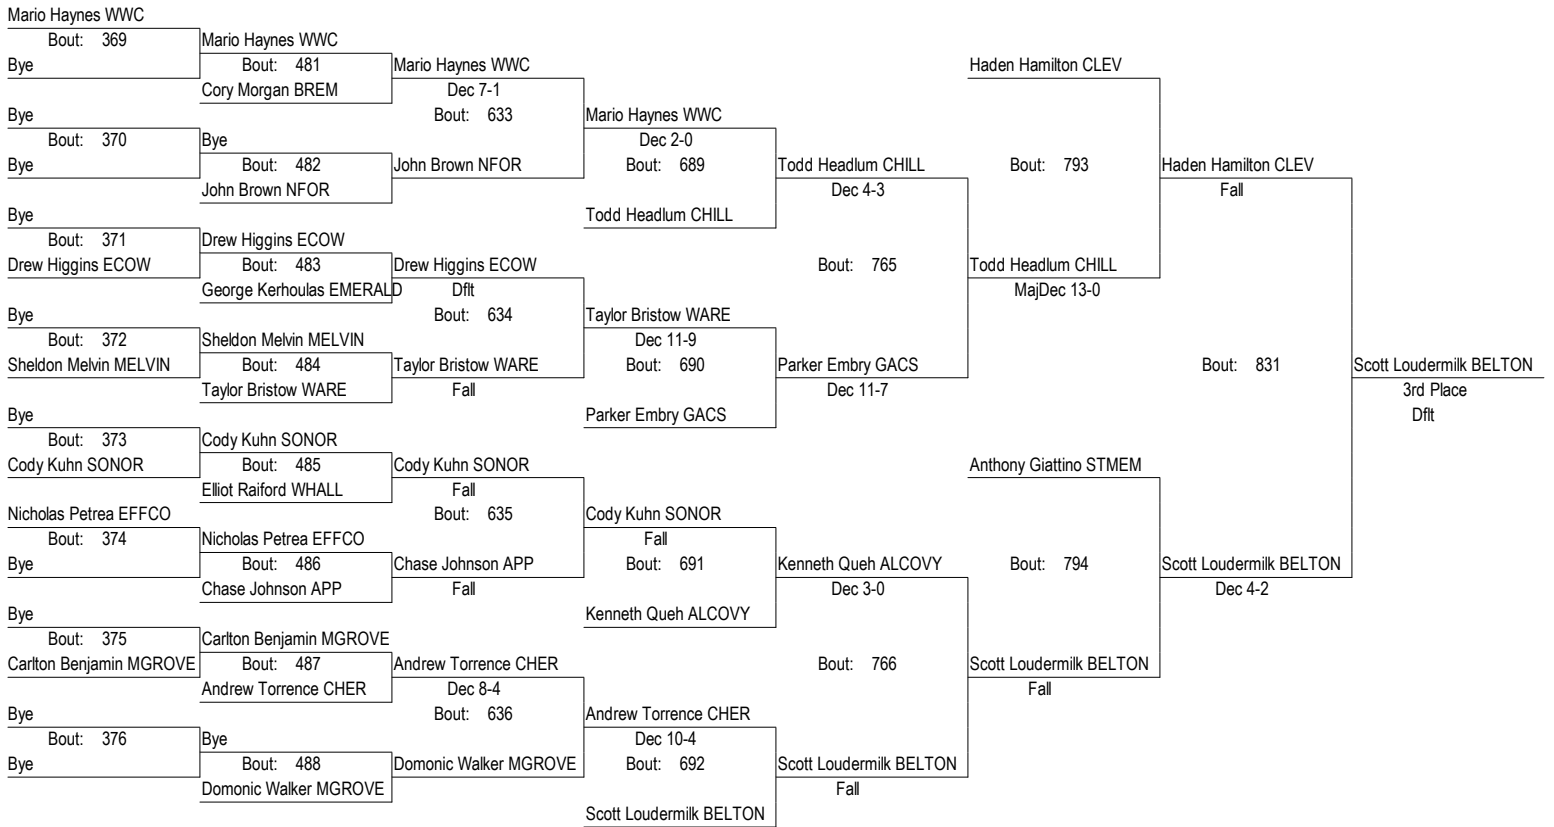 Mario Haynes WWC
Bout: 369
Mario Haynes WWC
Bye
Bout: 481
Mario Haynes WWC
Haden Hamilton CLEV
Cory Morgan BREM
Dec 7-1
Bye
Bout: 633
Mario Haynes WWC
Bout: 370
Bye
Dec 2-0
Bye
Bout: 482
John Brown NFOR
Bout: 689
Todd Headlum CHILL
Bout: 793
Haden Hamilton CLEV
John Brown NFOR
Dec 4-3
Fall
Bye
Todd Headlum CHILL
Bout: 371
Drew Higgins ECOW
Drew Higgins ECOW
Bout: 483
Drew Higgins ECOW
Bout: 765
Todd Headlum CHILL
George Kerhoulas EMERALD
Dflt
MajDec 13-0
Bye
Bout: 634
Taylor Bristow WARE
Bout: 372
Sheldon Melvin MELVIN
Dec 11-9
Sheldon Melvin MELVIN
Bout: 484
Taylor Bristow WARE
Bout: 690
Parker Embry GACS
Bout: 831
Scott Loudermilk BELTON
Taylor Bristow WARE
Fall
Dec 11-7
3rd Place
Bye
Parker Embry GACS
Dflt
Bout: 373
Cody Kuhn SONOR
Cody Kuhn SONOR
Bout: 485
Cody Kuhn SONOR
Anthony Giattino STMEM
Elliot Raiford WHALL
Fall
Nicholas Petrea EFFCO
Bout: 635
Cody Kuhn SONOR
Bout: 374
Nicholas Petrea EFFCO
Fall
Bye
Bout: 486
Chase Johnson APP
Bout: 691
Kenneth Queh ALCOVY
Bout: 794
Scott Loudermilk BELTON
Chase Johnson APP
Fall
Dec 3-0
Dec 4-2
Bye
Kenneth Queh ALCOVY
Bout: 375
Carlton Benjamin MGROVE
Carlton Benjamin MGROVE
Bout: 487
Andrew Torrence CHER
Bout: 766
Scott Loudermilk BELTON
Andrew Torrence CHER
Dec 8-4
Fall
Bye
Bout: 636
Andrew Torrence CHER
Bout: 376
Bye
Dec 10-4
Bye
Bout: 488
Domonic Walker MGROVE
Bout: 692
Scott Loudermilk BELTON
Domonic Walker MGROVE
Fall
Scott Loudermilk BELTON